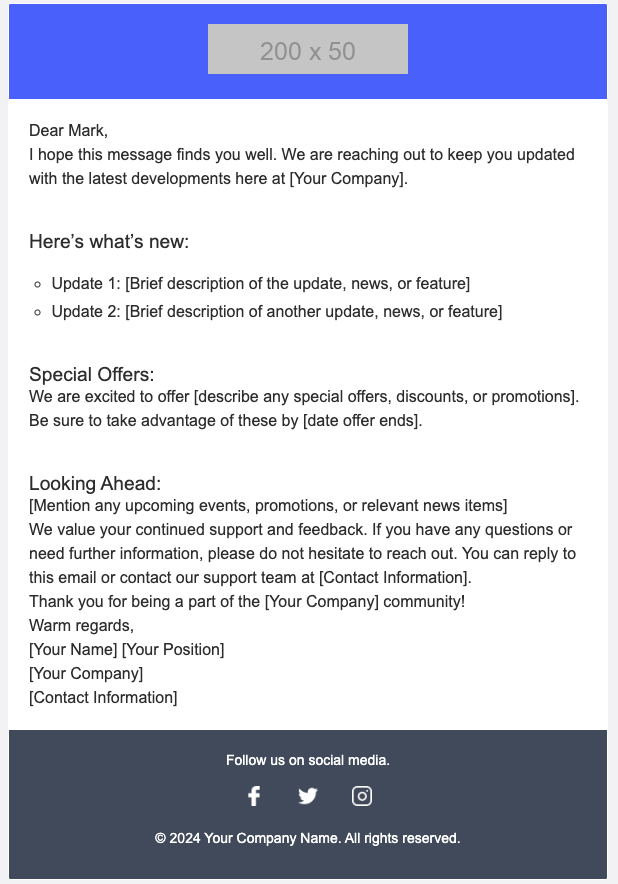 200 x 50
Dear Mark,
I hope this message finds you well. We are reaching out to keep you updated
with the latest developments here at [Your Company].
Here’s what’s new:
Update 1: [Brief description of the update, news, or feature]
Update 2: [Brief description of another update, news, or feature]
Special Offers:
We are excited to offer [describe any special offers, discounts, or promotions].
Be sure to take advantage of these by [date offer ends].
Looking Ahead:
[Mention any upcoming events, promotions, or relevant news items]
We value your continued support and feedback. If you have any questions or
need further information, please do not hesitate to reach out. You can reply to
this email or contact our support team at [Contact Information].
Thank you for being a part of the [Your Company] community!
Warm regards,
[Your Name] [Your Position]
[Your Company]
[Contact Information]
Follow us on social media.
© 2024 Your Company Name. All rights reserved.